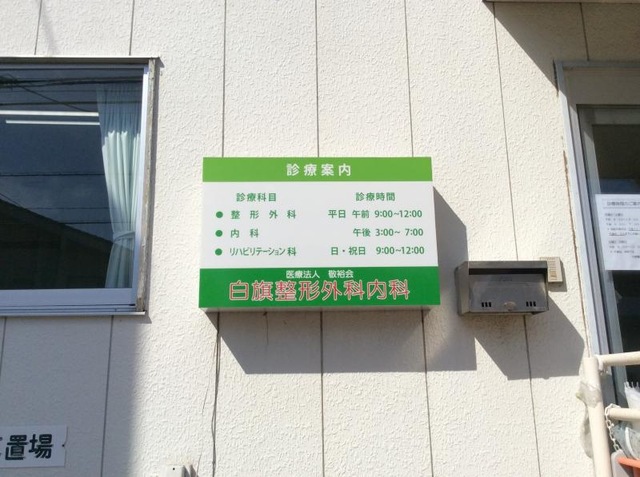 診療案内
診療科目 診療時間
● 整形外科 平日 午前 9:00~12:00
● 内科 午後 3:00~ 7:00
● リハビリテーション科 日・祝日 9:00~12:00
医療法人 敬裕会
白旗整形外科内科
置場